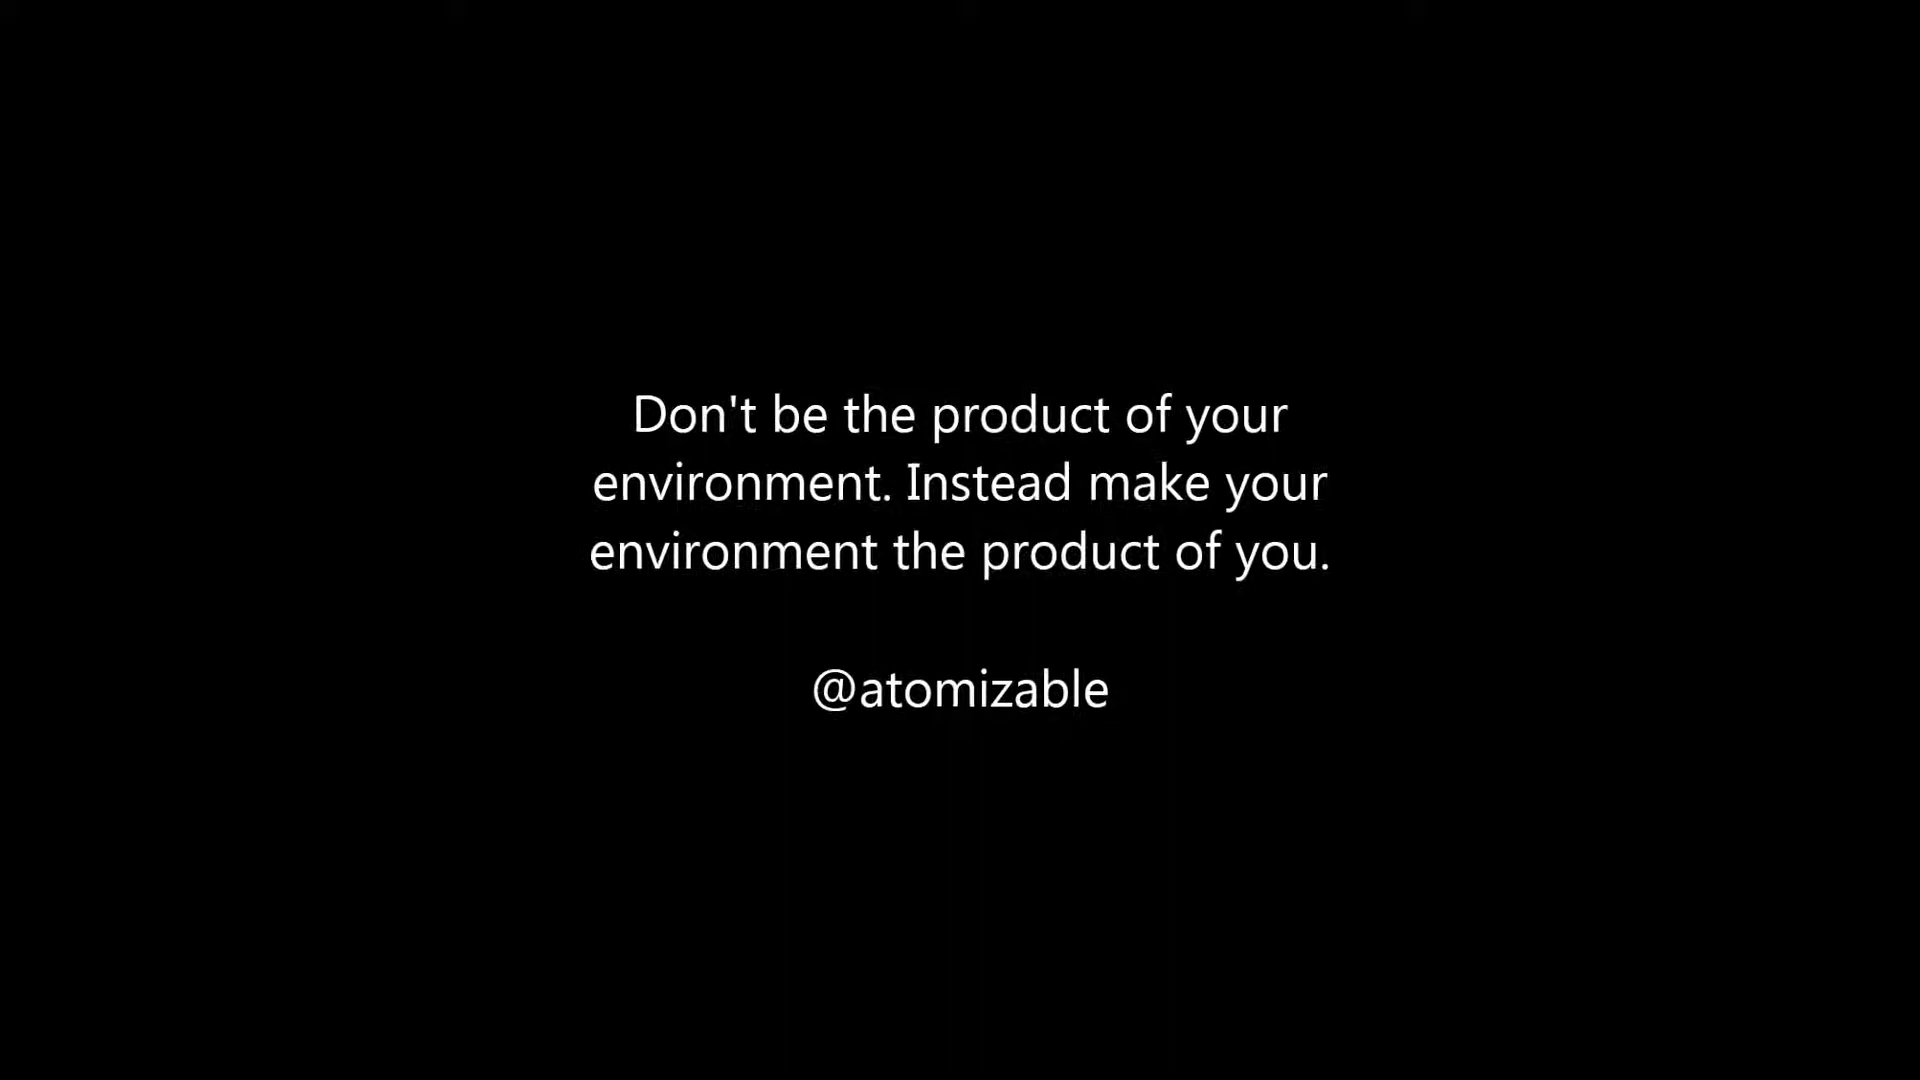 Don't be the product of your
environment. Instead make your
environment the product of you.
@atomizable